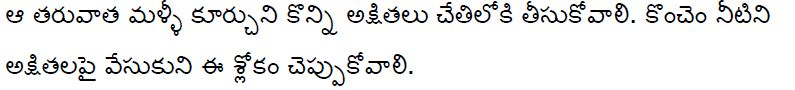 ఆ తరువాత మళ్ళీ కూర్చుని కొన్ని అక్షితలు చేతిలోకి తీసుకోవాలి. కొంచెం నీటిని
అక్షితలపై వేసుకుని ఈ శ్లోకం చెప్పుకోవాలి.